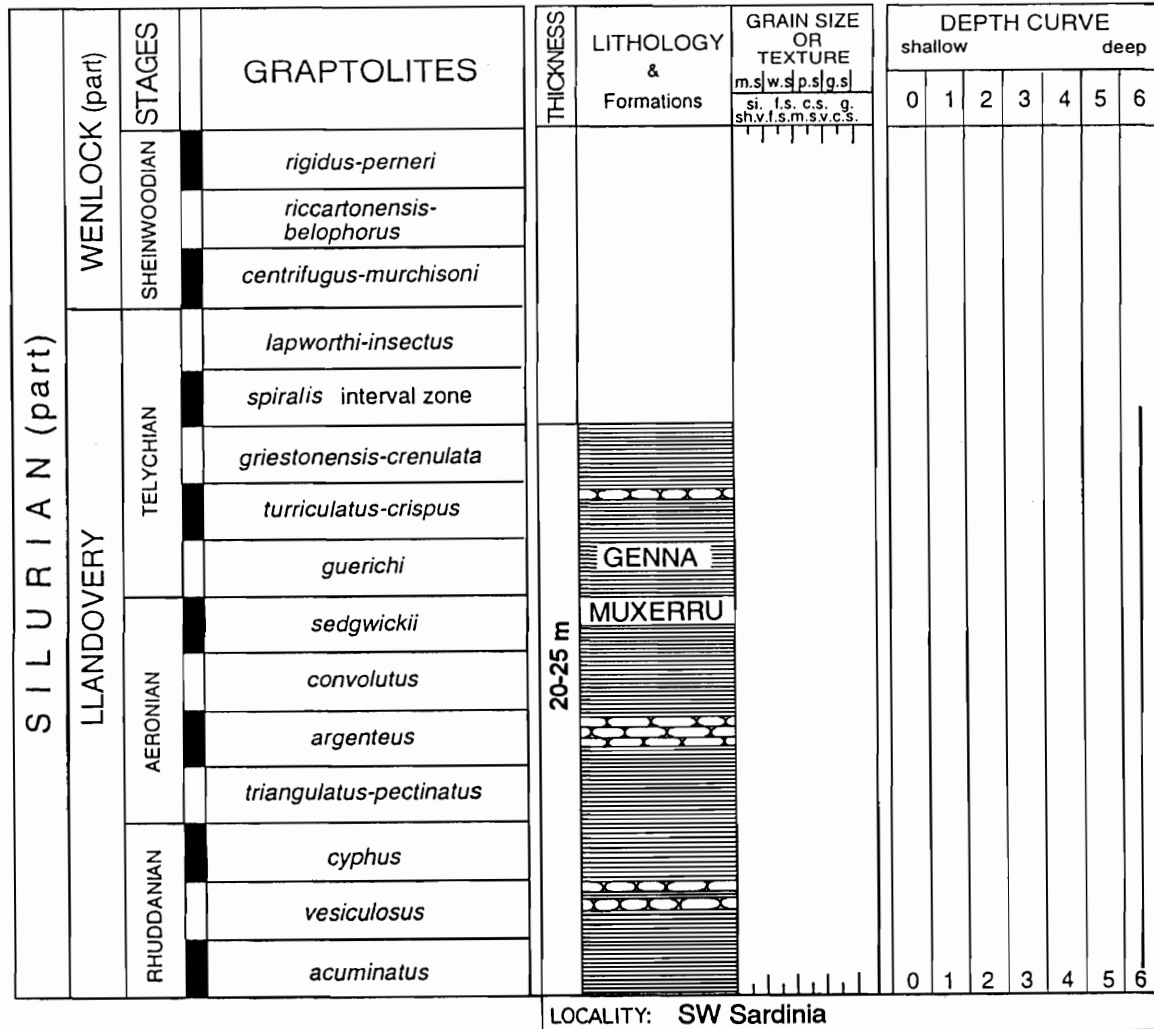 SILURIAN (part)
WENLOCK (part)
LLANDOVERY
STAGES
SHEINWOODIAN
TELYCHIAN
AERONIAN
RHUDDANIAN
GRAPTOLITES
rigidus-perneri
riccartonensis-
belophorus
centrifugus-murchisoni
lapworthi-insectus
spiralis interval zone
griestonensis-crenulata
turriculatus-crispus
guerichi
sedgwickii
convolutus
argenteus
triangulatus-pectinatus
cyphus
vesiculosus
acuminatus
THICKNESS
20-25 m
LITHOLOGY
&
Formations
GENNA
MUXERRU
GRAIN SIZE
OR
TEXTURE
m.s w.s p.s g.s
si. f.s. c.s. g.
sh.v.f.s.m.s.v.c.s.
DEPTH CURVE
shallow deep
0 1 2 3 4 5 6
0 1 2 3 4 5 6
LOCALITY: SW Sardinia